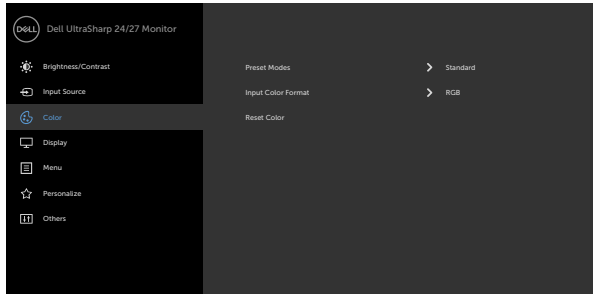 DELL Dell UltraSharp 24/27 Monitor
Brightness/Contrast
Input Source
Color
Display
Menu
Personalize
Others
Preset Modes Standard
Input Color Format RGB
Reset Color